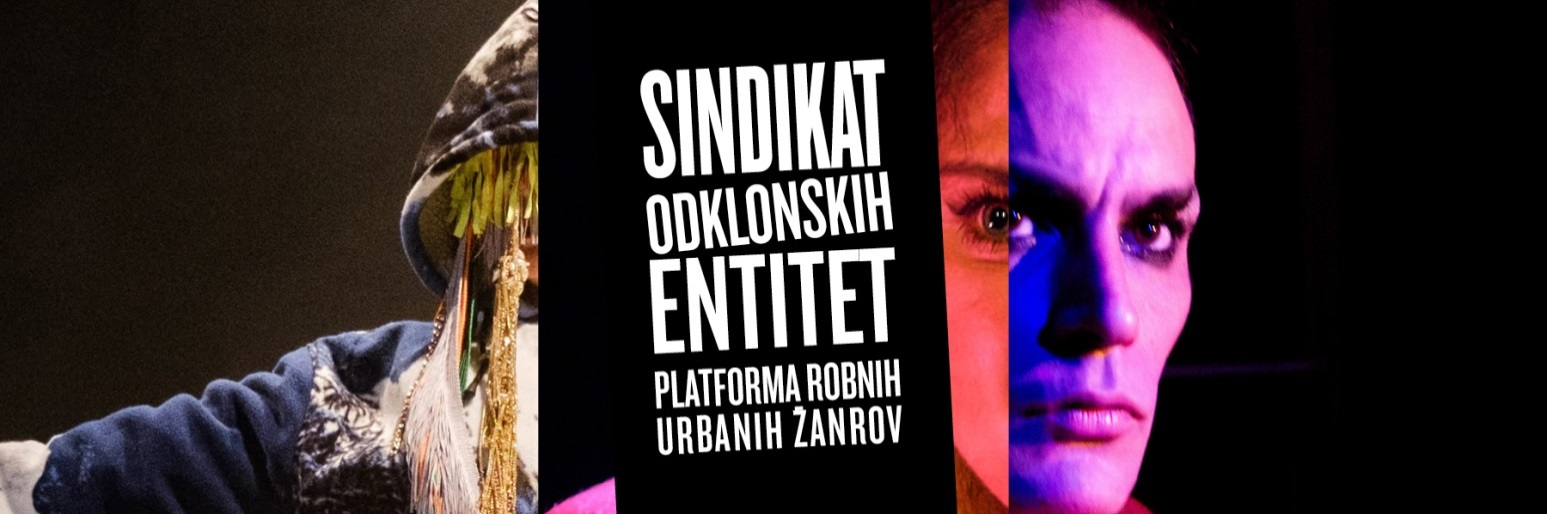 SINDIKAT
ODKLONSKIH
ENTITET
PLATFORMA ROBNIH
URBANIH ŽANROV